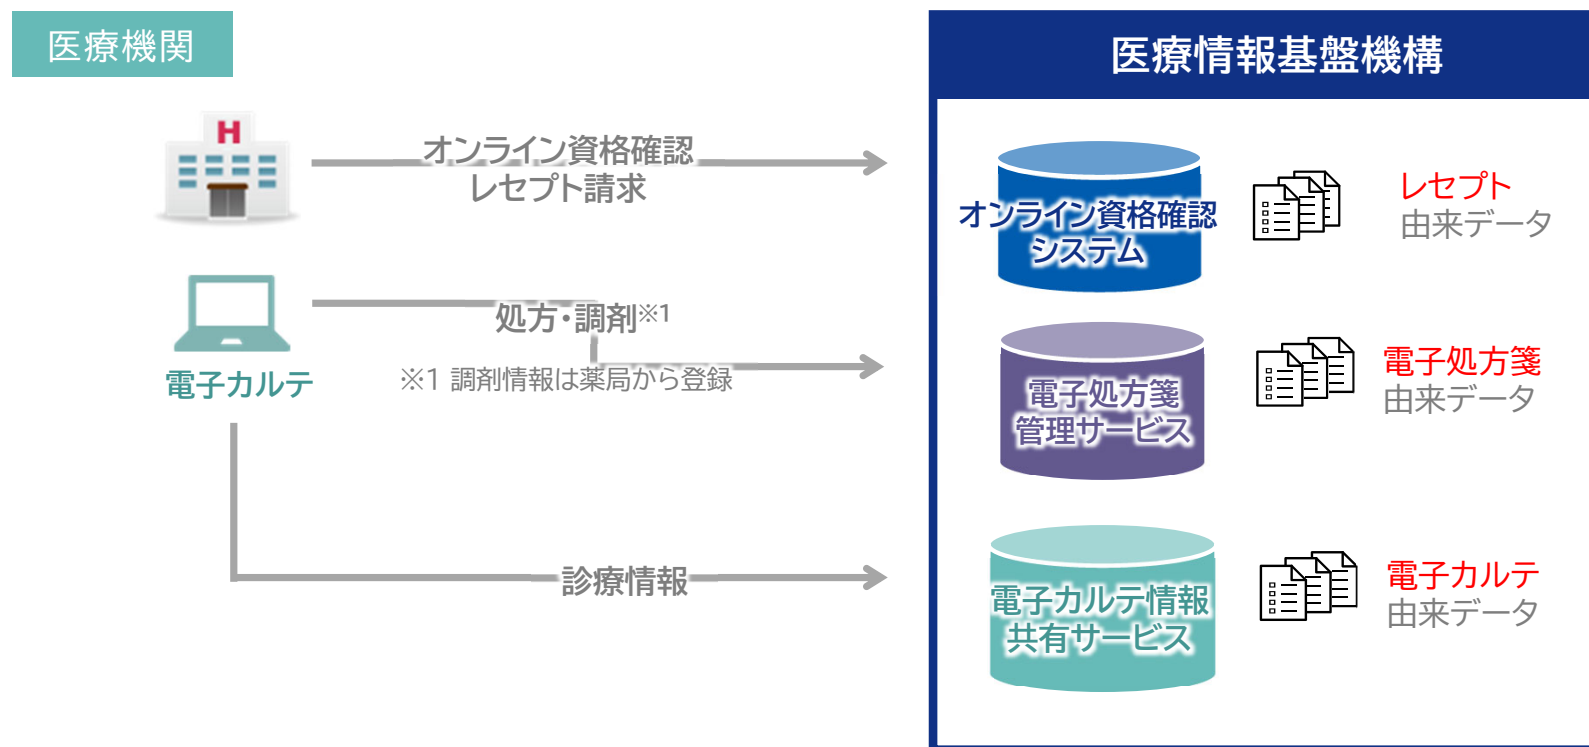 医療機関
医療情報基盤機構
H
オンライン資格確認
レセプト請求
オンライン資格確認
システム
レセプト
由来データ
電子カルテ
処方・調剤※1
※1 調剤情報は薬局から登録
電子処方箋
管理サービス
電子処方箋
由来データ
診療情報
電子カルテ情報
共有サービス
電子カルテ
由来データ